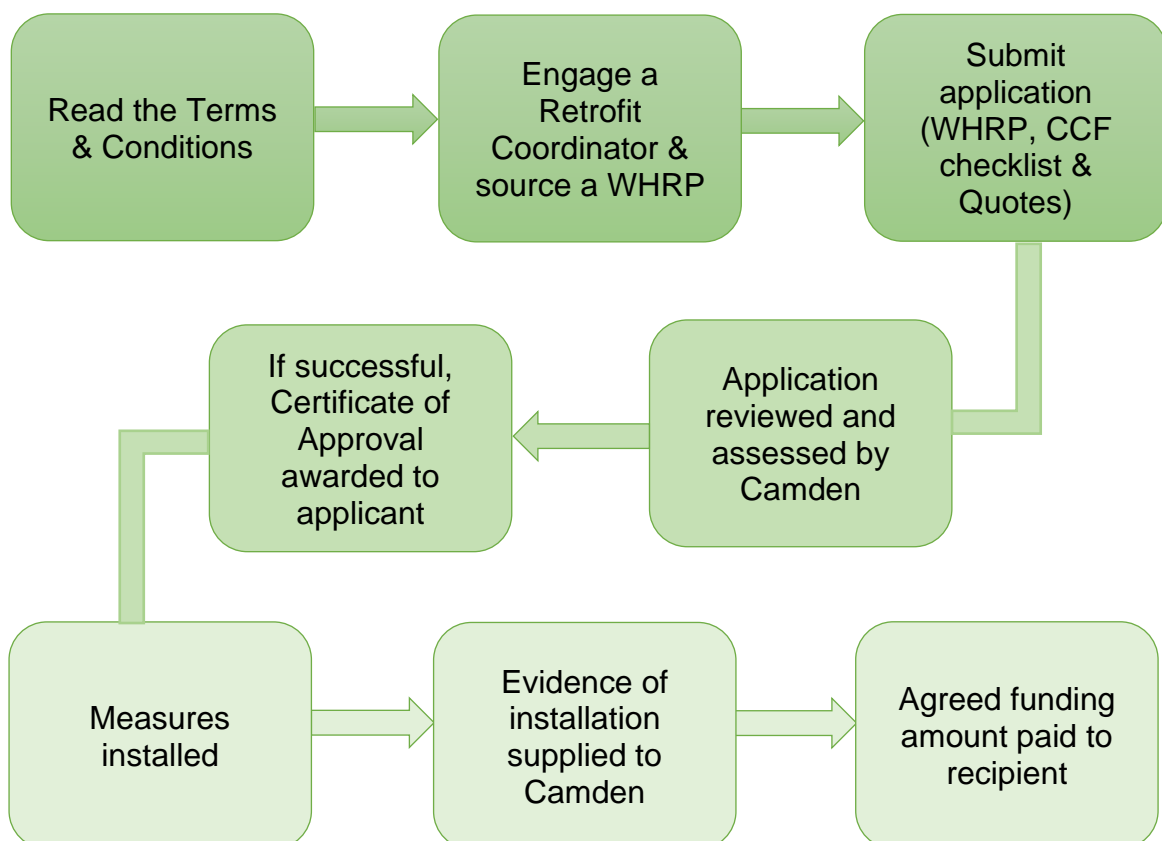 Read the Terms
& Conditions
Engage a
Retrofit
Coordinator &
source a WHRP
Submit
application
(WHRP, CCF
checklist &
Quotes)
Application
reviewed and
assessed by
Camden
If successful,
Certificate of
Approval
awarded to
applicant
Measures
installed
Evidence of
installation
supplied to
Camden
Agreed funding
amount paid to
recipient